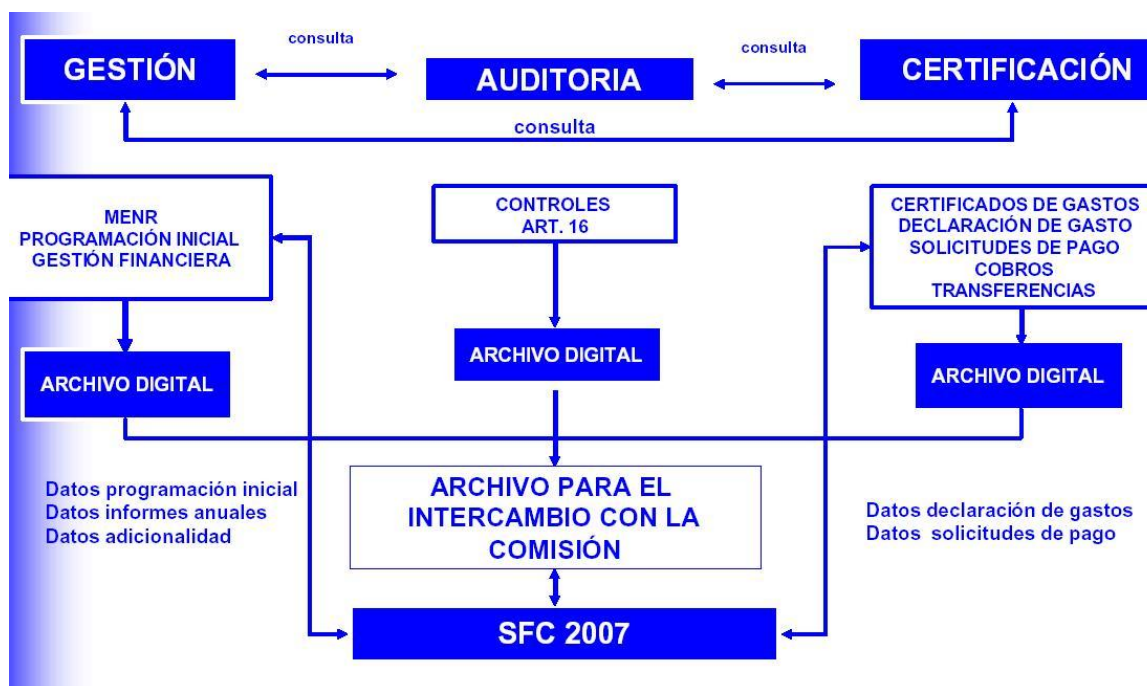 consulta
consulta
GESTIÓN
AUDITORIA
CERTIFICACIÓN
consulta
MENR
PROGRAMACIÓN INICIAL
GESTIÓN FINANCIERA
CONTROLES
ART. 16
CERTIFICADOS DE GASTOS
DECLARACIÓN DE GASTO
SOLICITUDES DE PAGO
COBROS
TRANSFERENCIAS
ARCHIVO DIGITAL
ARCHIVO DIGITAL
ARCHIVO DIGITAL
Datos programación inicial
Datos informes anuales
Datos adicionalidad
ARCHIVO PARA EL
INTERCAMBIO CON LA
COMISIÓN
Datos declaración de gastos
Datos solicitudes de pago
SFC 2007